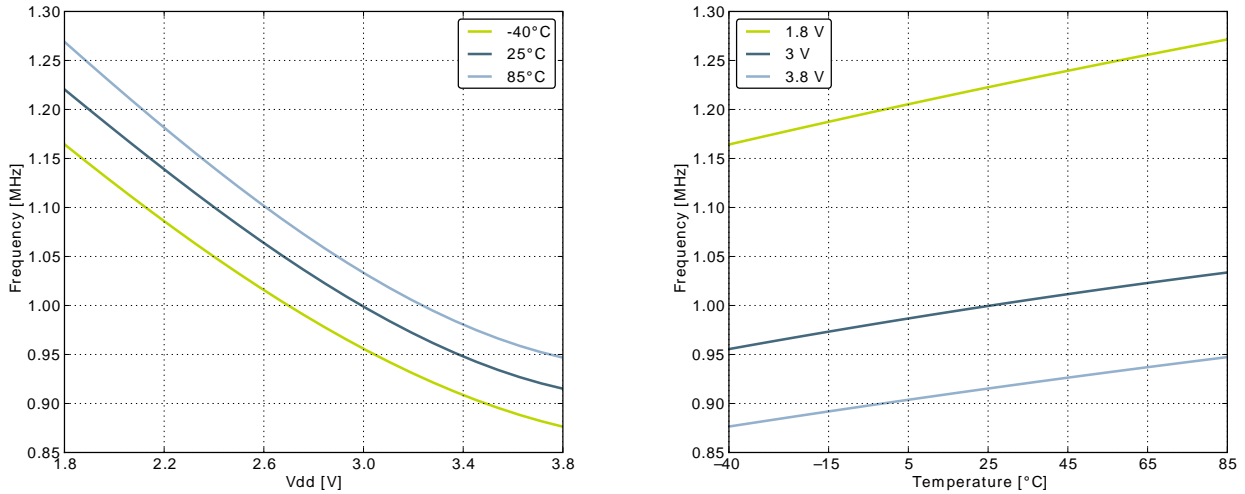 1.30
1.25
1.20
1.15
1.10
1.05
1.00
0.95
0.90
0.85
Frequency [MHz]
1.8 2.2 2.6 3.0 3.4 3.8
Vdd [V]
-40°C
25°C
85°C
1.30
1.25
1.20
1.15
1.10
1.05
1.00
0.95
0.90
0.85
Frequency [MHz]
–40 –15 5 25 45 65 85
Temperature [°C]
1.8 V
3 V
3.8 V